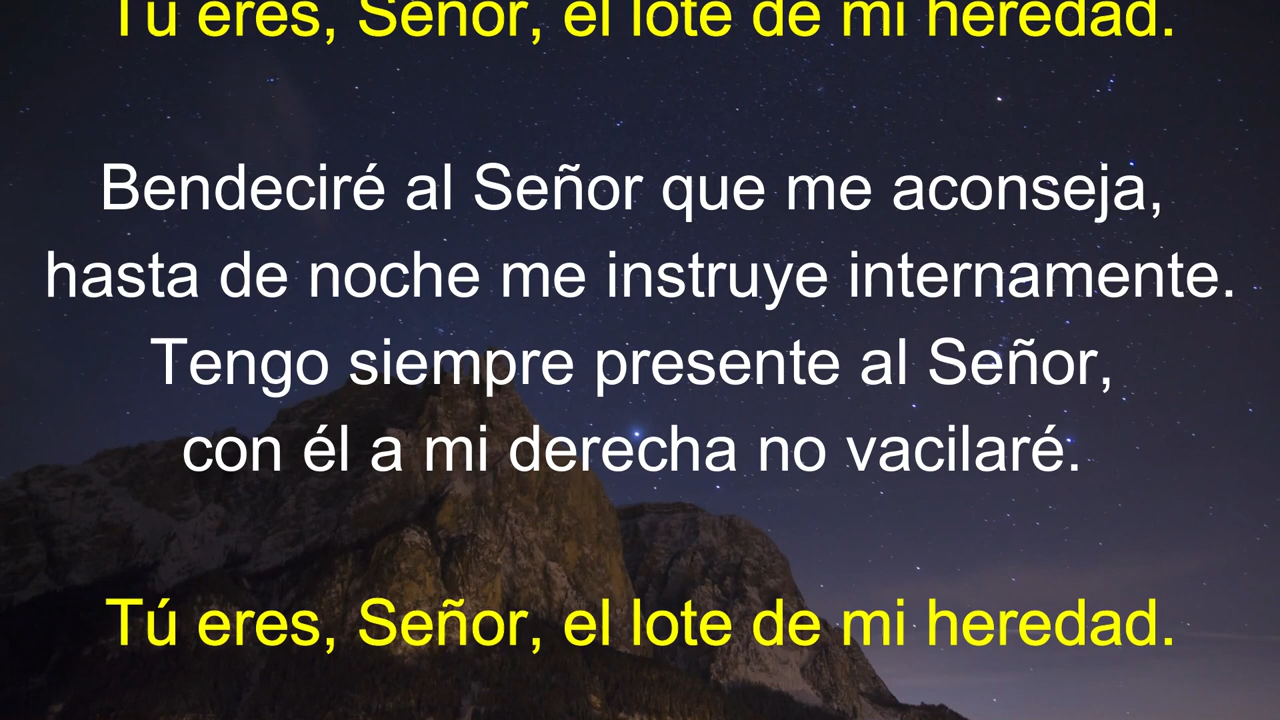 Tú eres, Señor, el lote de mi heredad.
Bendeciré al Señor que me aconseja,
hasta de noche me instruye internamente.
Tengo siempre presente al Señor,
con él a mi derecha no vacilaré.
Tú eres, Señor, el lote de mi heredad.